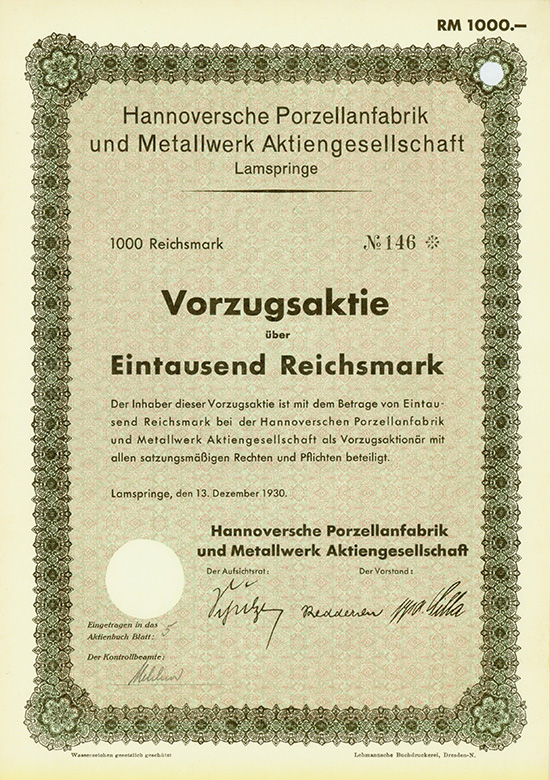 RM 1000.—
Hannoversche Porzellanfabrik
und Metallwerk Aktiengesellschaft
Lamspringe
1000 Reichsmark
№ 146 ❊
Vorzugsaktie
über
Eintausend Reichsmark
Der Inhaber dieser Vorzugsaktie ist mit dem Betrage von Eintau-
send Reichsmark bei der Hannoverschen Porzellanfabrik
und Metallwerk Aktiengesellschaft als Vorzugsaktionär mit
allen satzungsmäßigen Rechten und Pflichten beteiligt.
Lamspringe, den 13. Dezember 1930.
Hannoversche Porzellanfabrik
und Metallwerk Aktiengesellschaft
Der Aufsichtsrat:
Der Vorstand:
Eingetragen in das
Aktienbuch Blatt: 5
Der Kontrollbeamte:
Wasserzeichen gesetzlich geschützt
Lehmannsche Buchdruckerei, Dresden-N.